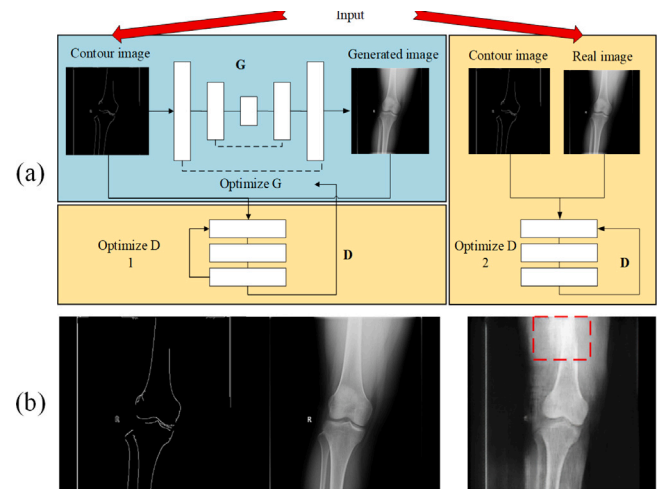 Input
Contour image
G
Generated image
Contour image
Real image
(a)
Optimize G
Optimize D
1
D
Optimize D
2
D
(b)
R
R